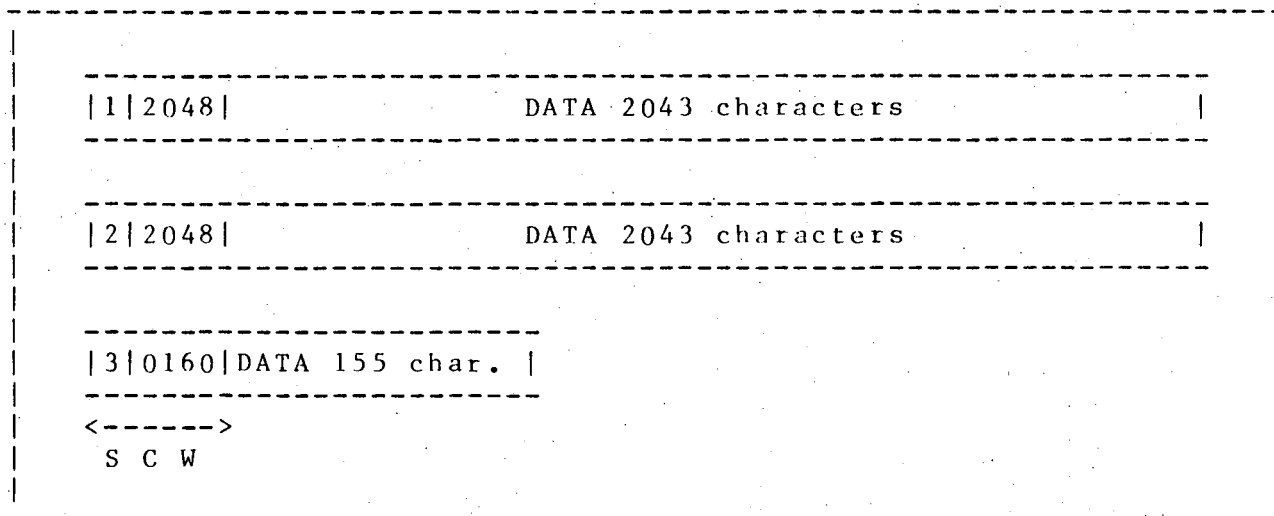 |1|2048| DATA 2043 characters |
|2|2048| DATA 2043 characters |
|3|0160|DATA 155 char. |
<------>
S C W